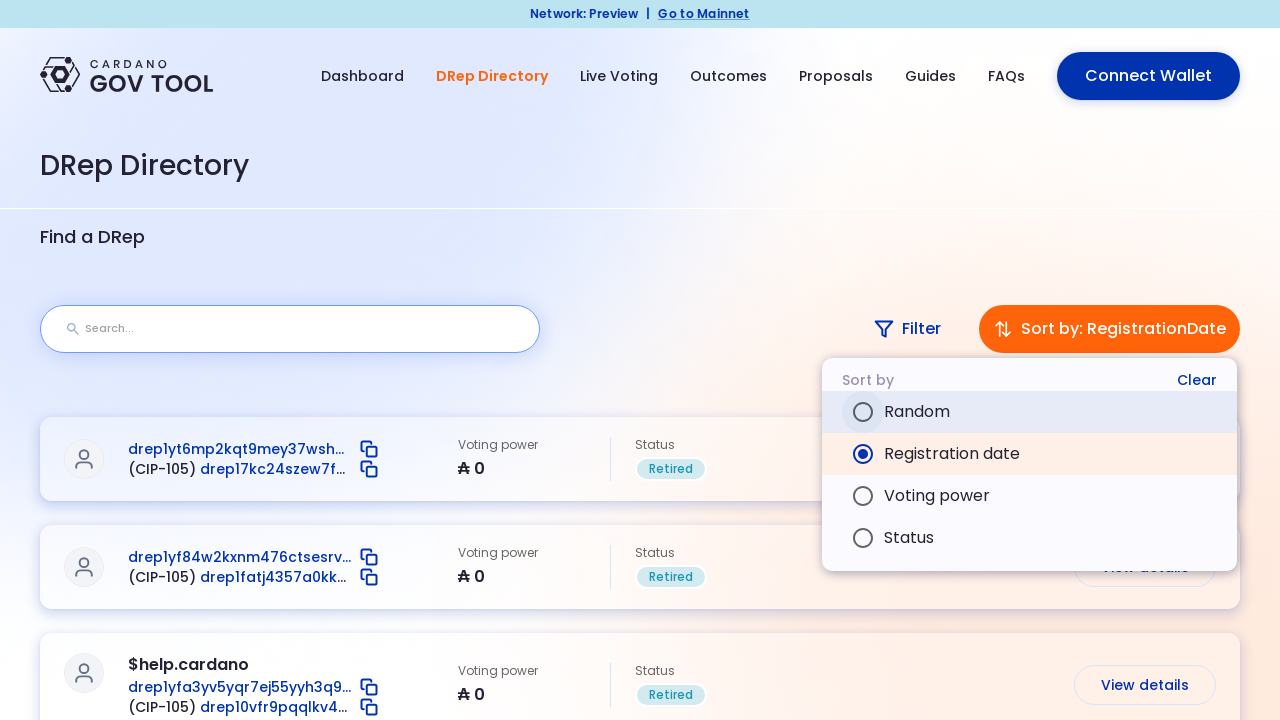 Network: Preview | Go to Mainnet
CARDANO
GOV TOOL
Dashboard
DRep Directory
Live Voting
Outcomes
Proposals
Guides
FAQs
Connect Wallet
DRep Directory
Find a DRep
Search...
Filter
Sort by: RegistrationDate
Sort by
Clear
Random
Registration date
Voting power
Status
drep1yt6mp2kqt9mey37wsh...
(CIP-105) drep17kc24szew7f...
Voting power
₳ 0
Status
Retired
drep1yf84w2kxnm476ctsesrv...
(CIP-105) drep1fatj4357a0kk...
Voting power
₳ 0
Status
Retired
$help.cardano
drep1yfa3yv5yqr7ej55yyh3q9...
(CIP-105) drep10vfr9pqqlkv4...
Voting power
₳ 0
Status
Retired
View details